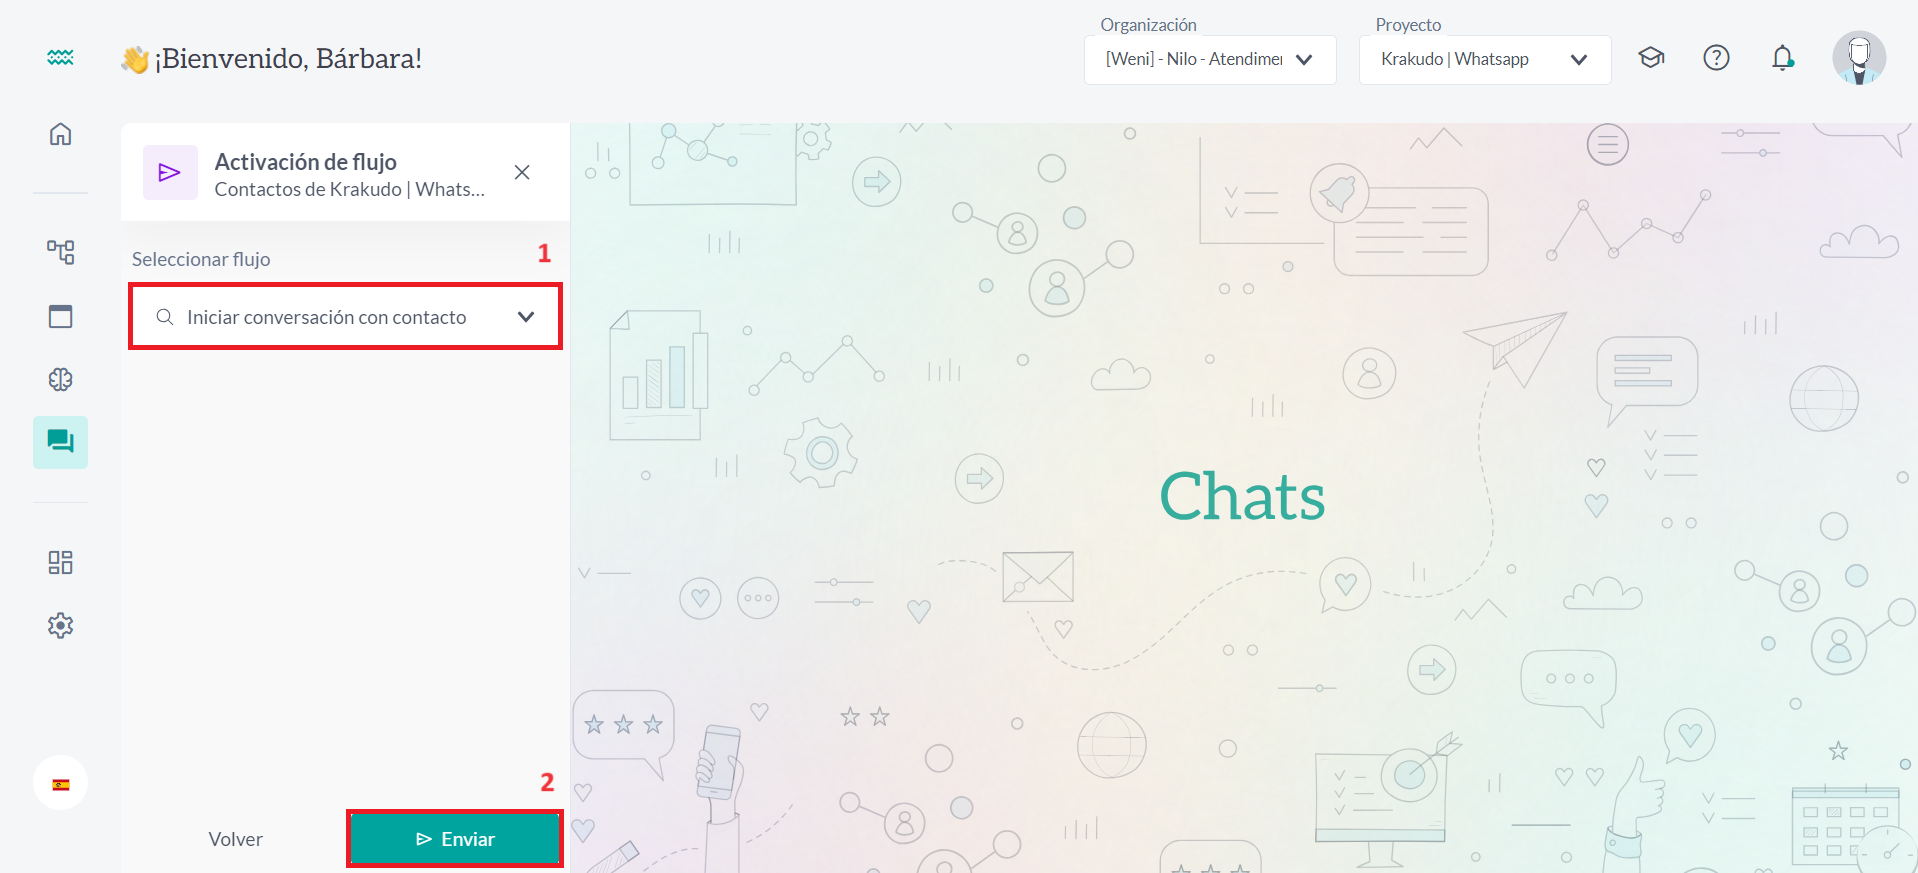 Organización
Proyecto
¡Bienvenido, Bárbara!
[Weni] - Nilo - Atendimer
Krakudo | Whatsapp
Activación de flujo
Contactos de Krakudo | Whats...
Seleccionar flujo
1
Iniciar conversación con contacto
Chats
2
Volver
Enviar